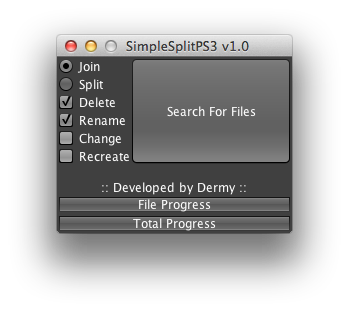 SimpleSplitPS3 v1.0
Join
Split
Delete
Rename
Change
Recreate
Search For Files
:: Developed by Dermy ::
File Progress
Total Progress